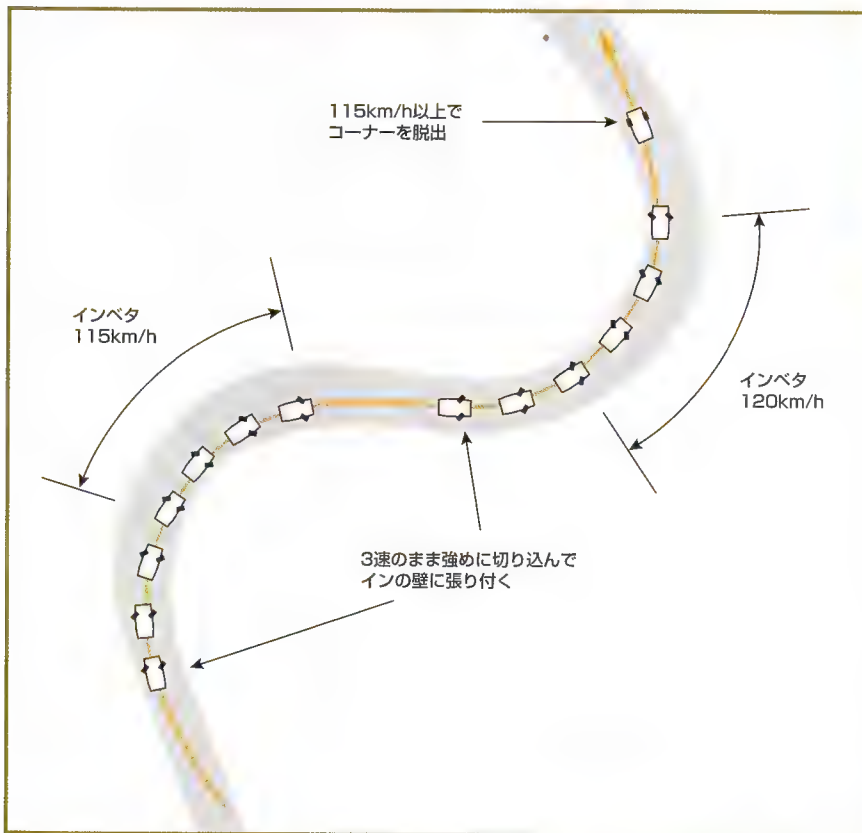 115km/h以上で
コーナーを脱出
インベタ
115km/h
インベタ
120km/h
3速のまま強めに切り込んで
インの壁に張り付く